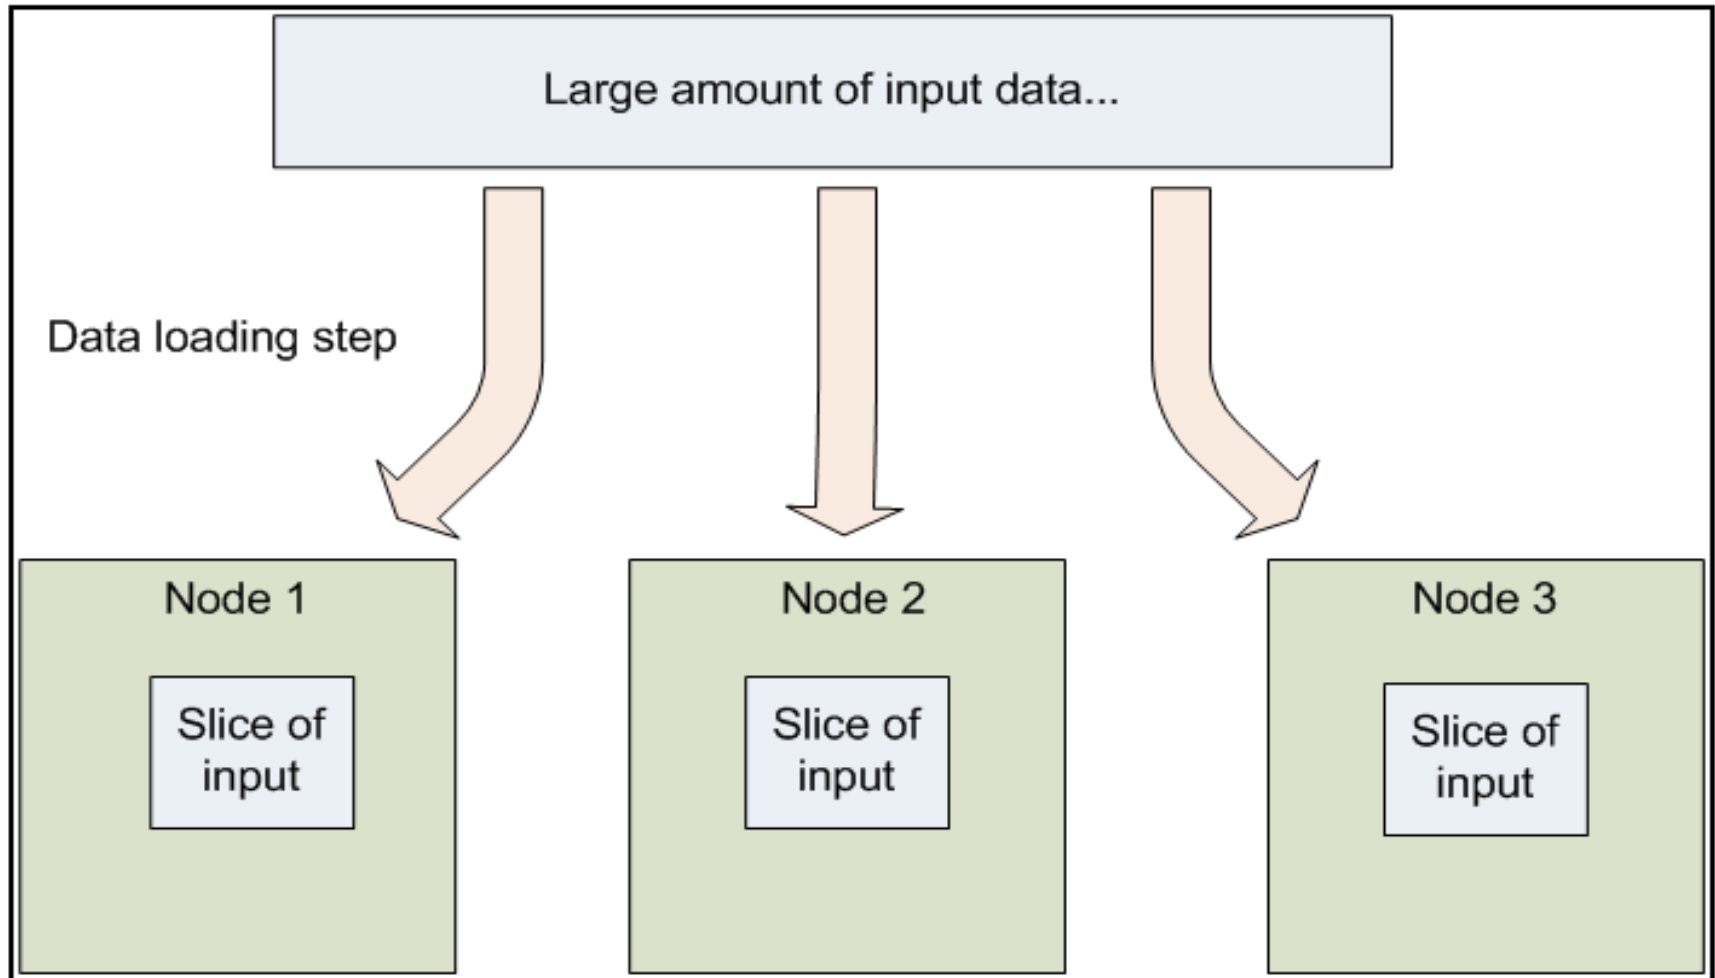 Large amount of input data...
Data loading step
Node 1
Node 2
Node 3
Slice of
input
Slice of
input
Slice of
input